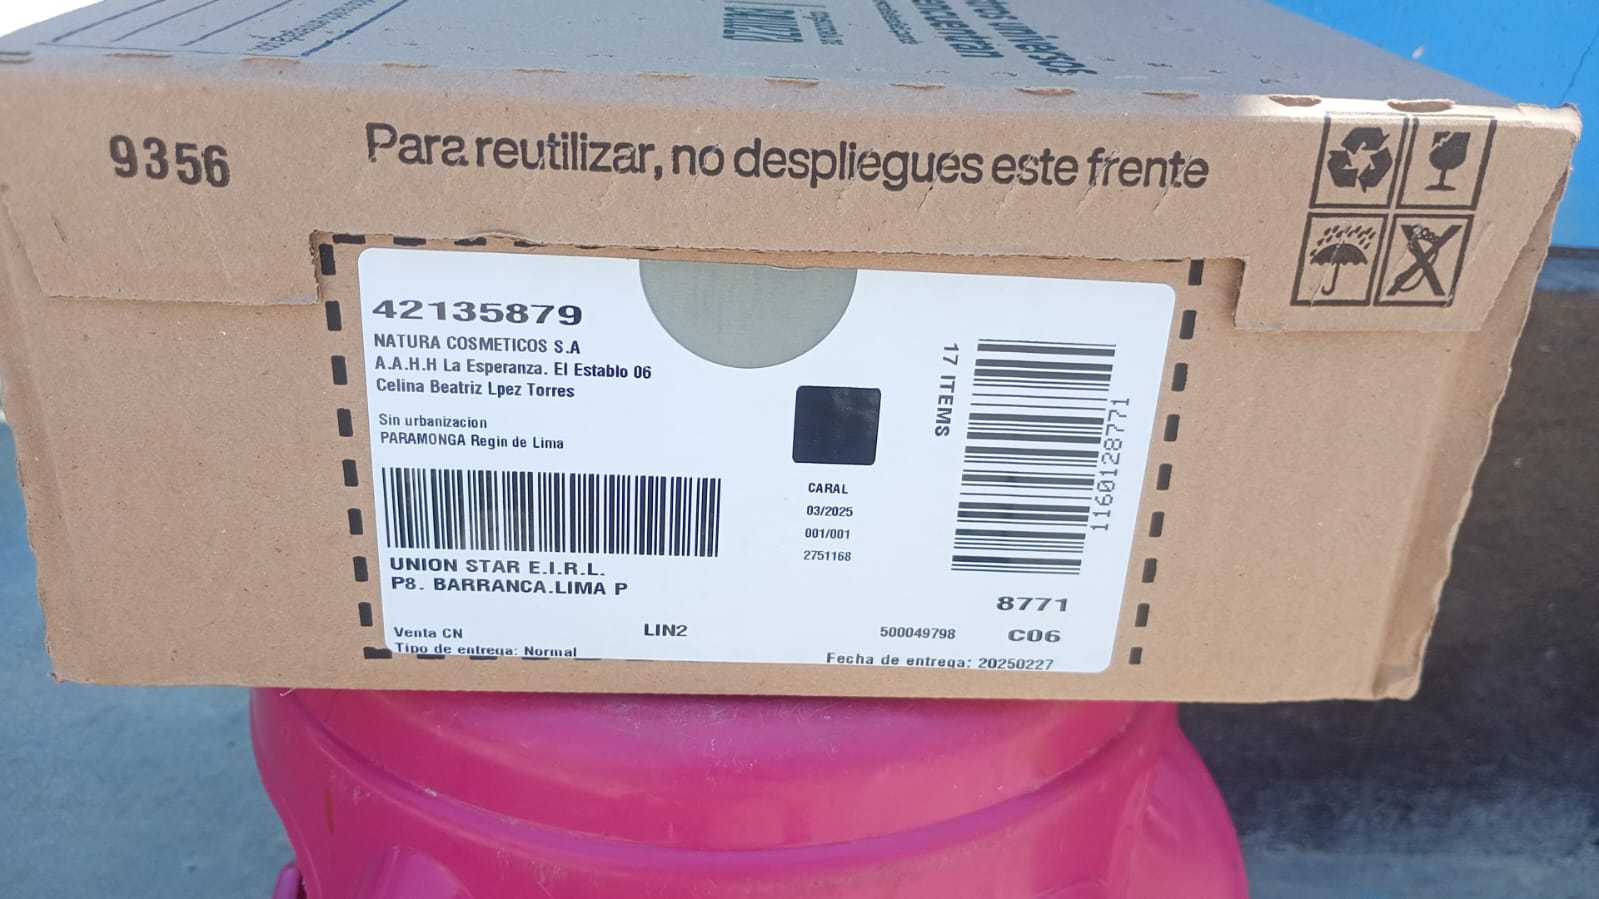 9356
Para reutilizar, no despliegues este frente
42135879
NATURA COSMETICOS S.A
A.A.H.H La Esperanza. El Establo 06
Celina Beatriz Lpez Torres
Sin urbanizacion
PARAMONGA Regin de Lima
UNION STAR E.I.R.L.
P8. BARRANCA.LIMA P
Venta CN
LIN2
Tipo de entrega: Normal
CARAL
03/2025
001/001
2751168
17 ITEMS
1160128771
8771
500049798
C06
Fecha de entrega: 20250227